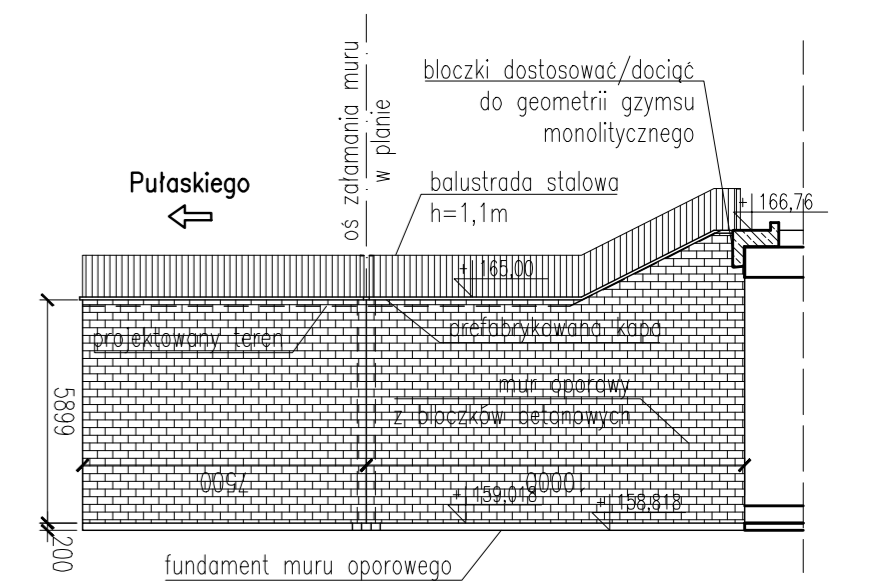 oś załamania muru
w planie
bloczki dostosować/dociąć
do geometrii gzymsu
monolitycznego
Pułaskiego
balustrada stalowa
h=1,1m
+ 166,76
+ 165,00
projektowany teren
prefabrykowana kapa
mur oporowy
z bloczków betonowych
5899
7500
10000
+ 159,018
+ 158,818
200
fundament muru oporowego